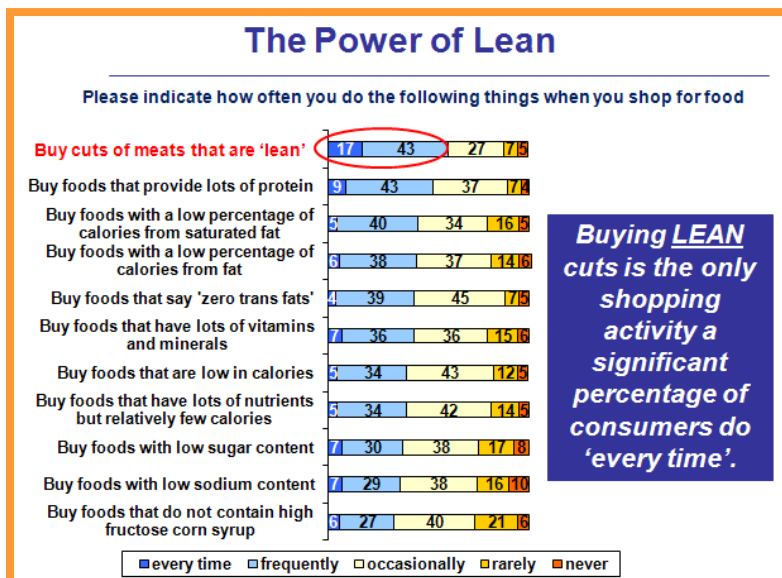 The Power of Lean
Please indicate how often you do the following things when you shop for food
Buy cuts of meats that are ‘lean’
17 43 27 7 5
Buy foods that provide lots of protein
9 43 37 7 4
Buy foods with a low percentage of
calories from saturated fat
5 40 34 16 5
Buy foods with a low percentage of
calories from fat
6 38 37 14 6
Buy foods that say 'zero trans fats'
4 39 45 7 5
Buy foods that have lots of vitamins
and minerals
7 36 36 15 6
Buy foods that are low in calories
5 34 43 12 5
Buy foods that have lots of nutrients
but relatively few calories
5 34 42 14 5
Buy foods with low sugar content
7 30 38 17 8
Buy foods with low sodium content
7 29 38 16 10
Buy foods that do not contain high
fructose corn syrup
6 27 40 21 6
Buying LEAN
cuts is the only
shopping
activity a
significant
percentage of
consumers do
‘every time’.
every time frequently occasionally rarely never